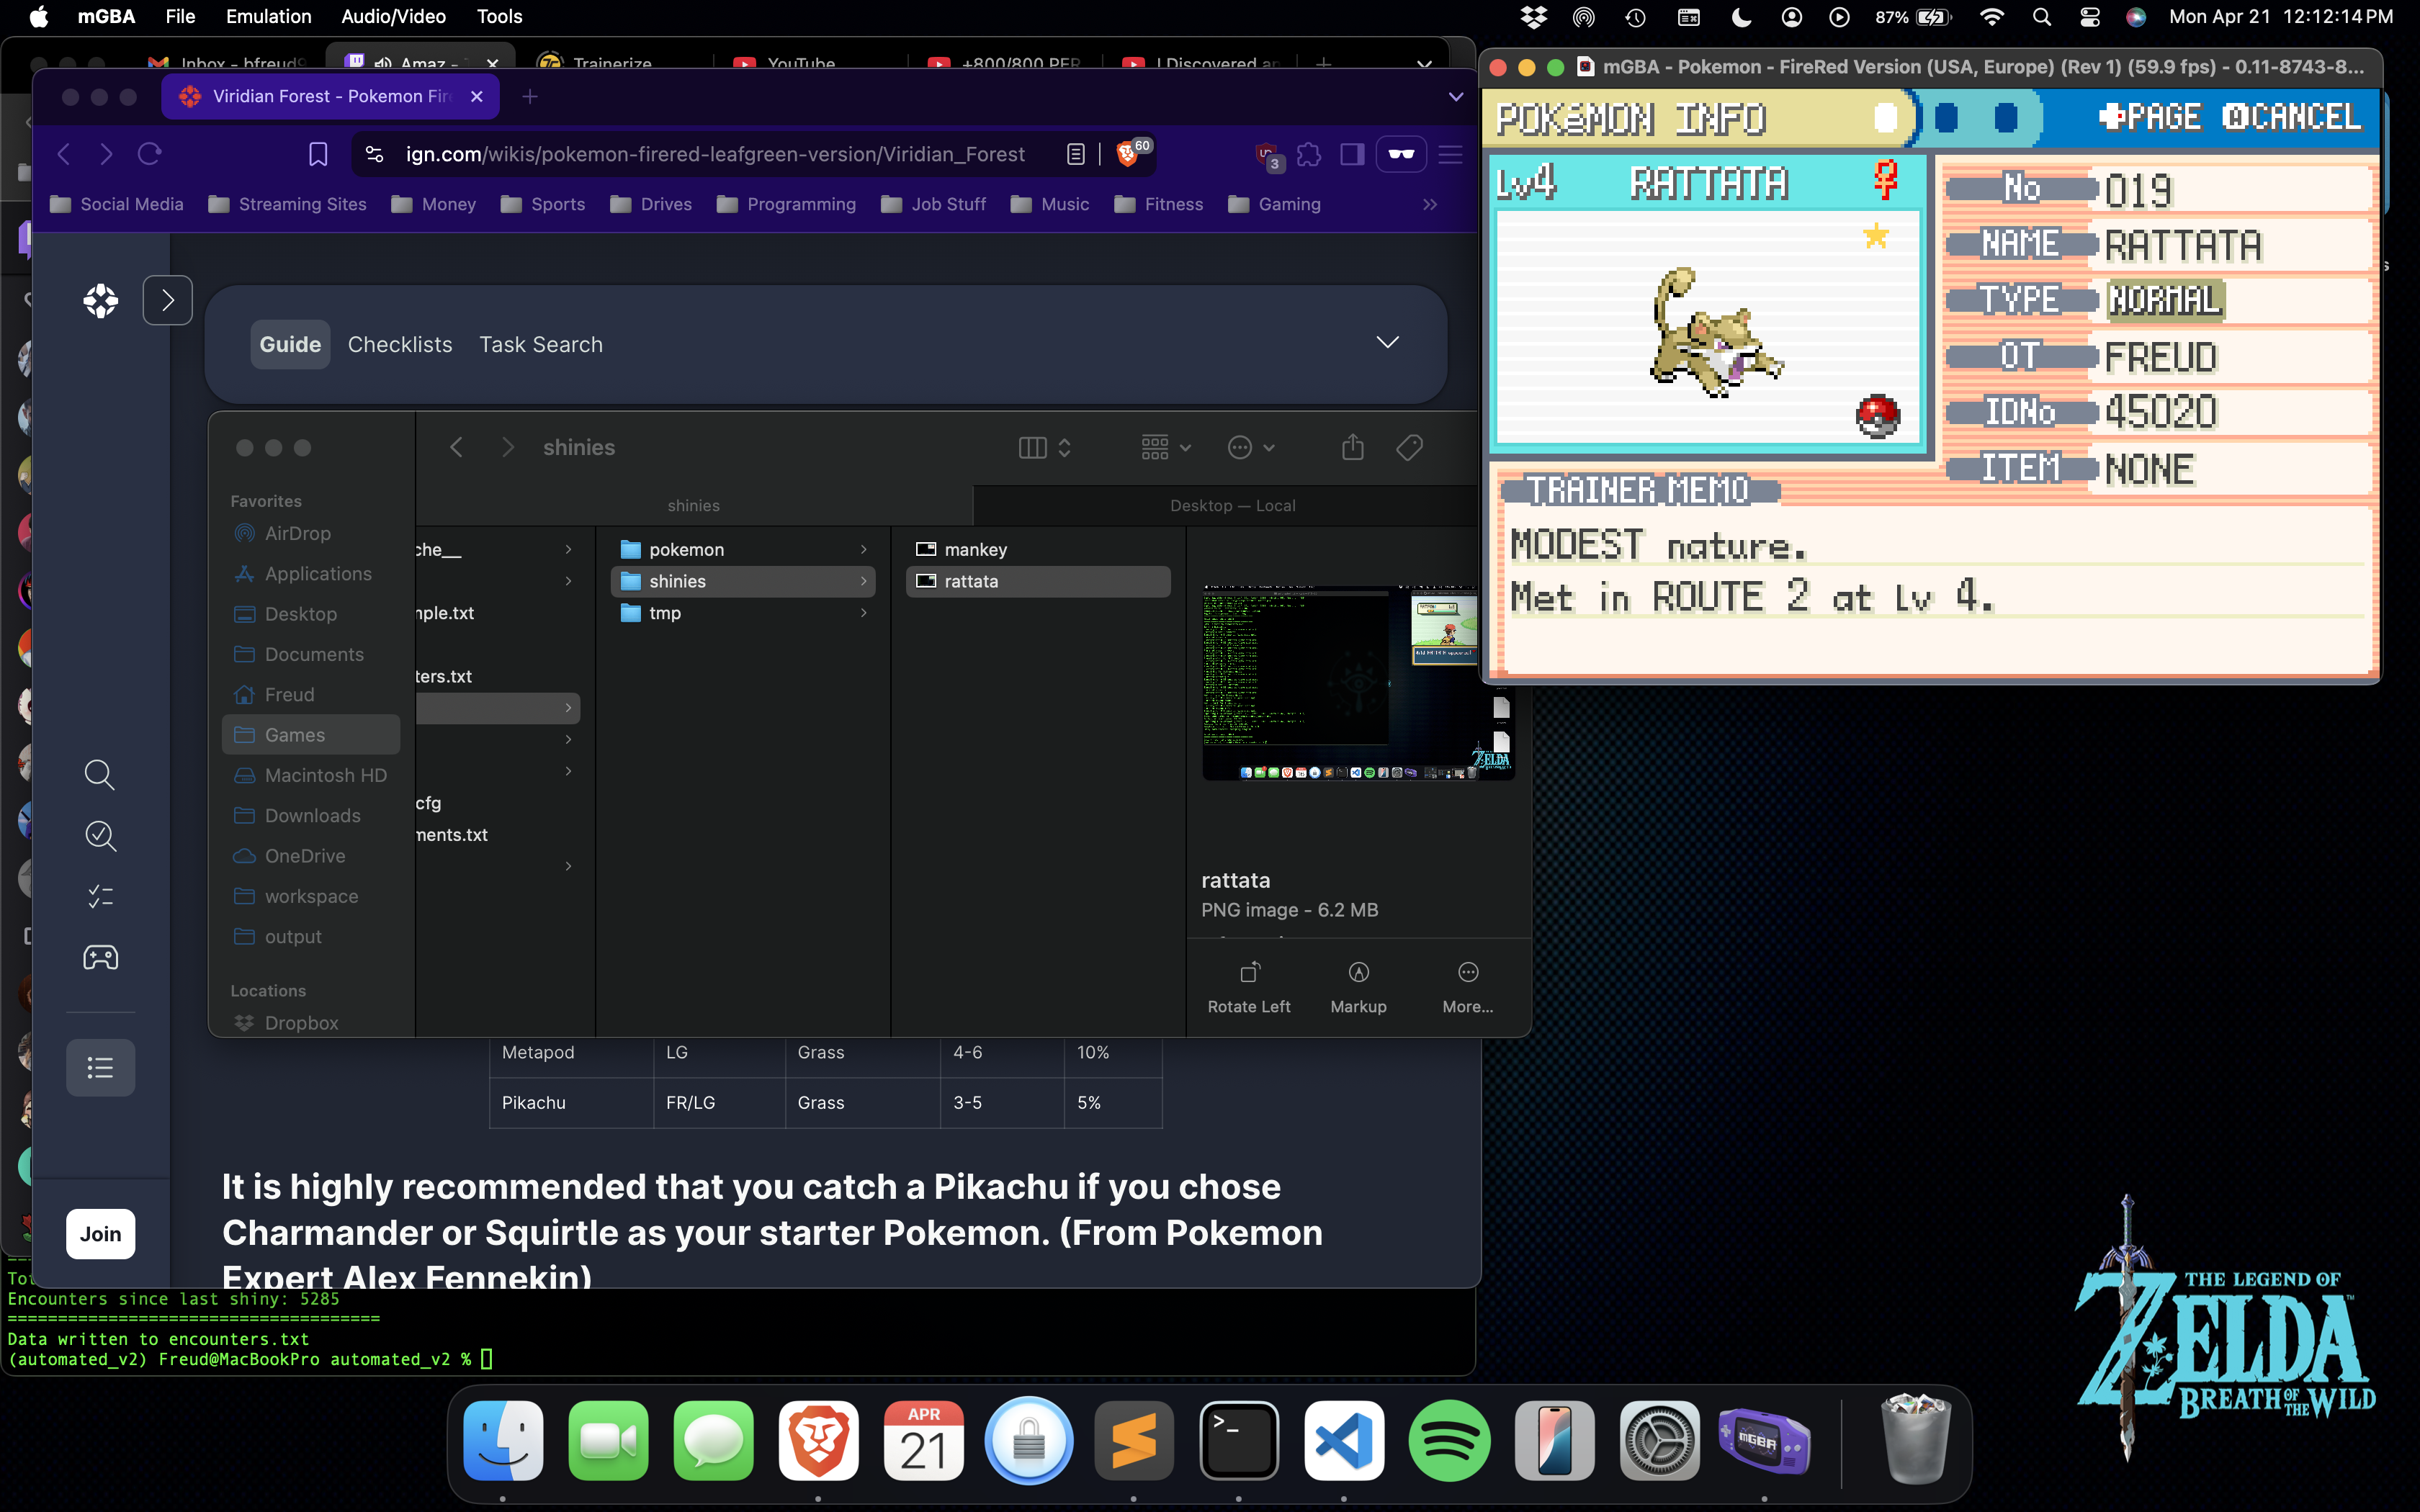 mGBA File Emulation Audio/Video Tools 87% Mon Apr 21 12:12:14 PM
Inbox - bfreud9 Amaz - Trainerize YouTube +800/800 PER I Discovered an
Viridian Forest - Pokemon Fire
ign.com/wikis/pokemon-firered-leafgreen-version/Viridian_Forest 60 3
Social Media Streaming Sites Money Sports Drives Programming Job Stuff Music Fitness Gaming
Guide Checklists Task Search
shinies
shinies Desktop — Local
Favorites
AirDrop
Applications
Desktop
Documents
Freud
Games
Macintosh HD
Downloads
OneDrive
workspace
output
Locations
Dropbox
che__
mple.txt
ters.txt
cfg
ments.txt
pokemon
shinies
tmp
mankey
rattata
rattata
PNG image - 6.2 MB
Rotate Left Markup More...
Metapod LG Grass 4-6 10%
Pikachu FR/LG Grass 3-5 5%
It is highly recommended that you catch a Pikachu if you chose
Charmander or Squirtle as your starter Pokemon. (From Pokemon
Expert Alex Fennekin)
Join
Tot
Encounters since last shiny: 5285
=====================================
Data written to encounters.txt
(automated_v2) Freud@MacBookPro automated_v2 %
mGBA - Pokemon - FireRed Version (USA, Europe) (Rev 1) (59.9 fps) - 0.11-8743-8...
POKéMON INFO PAGE CANCEL
Lv4 RATTATA
No 019
NAME RATTATA
TYPE NORMAL
OT FREUD
IDNo 45020
ITEM NONE
TRAINER MEMO
MODEST nature.
Met in ROUTE 2 at Lv 4.
THE LEGEND OF
ZELDA™
BREATH OF THE WILD
APR
21
mGBA